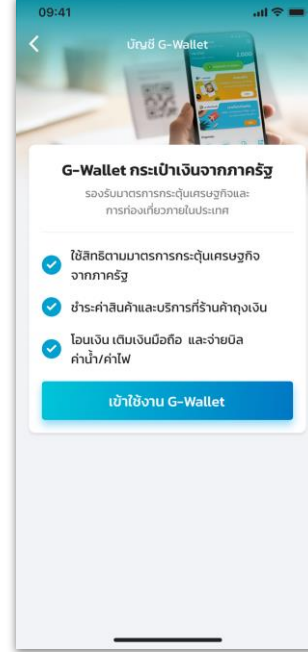 09:41
บัญชี G-Wallet
G-Wallet กระเป๋าเงินจากภาครัฐ
รองรับมาตรการกระตุ้นเศรษฐกิจและ
การท่องเที่ยวภายในประเทศ
ใช้สิทธิตามมาตรการกระตุ้นเศรษฐกิจ
จากภาครัฐ
ชำระค่าสินค้าและบริการที่ร้านค้าถุงเงิน
โอนเงิน เติมเงินมือถือ และจ่ายบิล
ค่าน้ำ/ค่าไฟ
เข้าใช้งาน G-Wallet